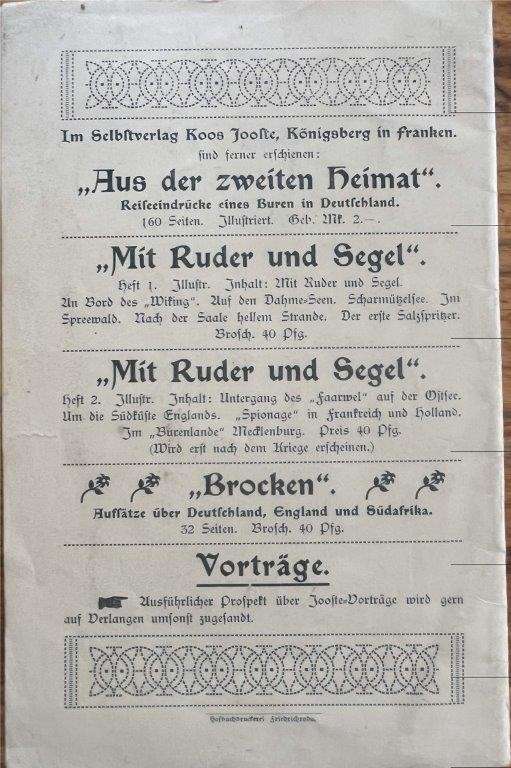 Im Selbstverlag Koos Jooste, Königsberg in Franken.
sind ferner erschienen:
„Aus der zweiten Heimat“.
Reiseeindrücke eines Buren in Deutschland.
160 Seiten. Illustriert. Geb. Mk. 2.—.
„Mit Ruder und Segel“.
Heft 1. Illustr. Inhalt: Mit Ruder und Segel.
An Bord des „Wiking“. Auf den Dahme-Seen. Scharmützelsee. Im
Spreewald. Nach der Saale hellem Strande. Der erste Salzspritzer.
Brosch. 40 Pfg.
„Mit Ruder und Segel“.
Heft 2. Illustr. Inhalt: Untergang des „Faarwel“ auf der Ostsee.
Um die Südküste Englands. „Spionage“ in Frankreich und Holland.
Im „Burenlande“ Mecklenburg. Preis 40 Pfg.
(Wird erst nach dem Kriege erscheinen.)
„Brocken“.
Aufsätze über Deutschland, England und Südafrika.
32 Seiten. Brosch. 40 Pfg.
Vorträge.
Ausführlicher Prospekt über Jooste-Vorträge wird gern
auf Verlangen umsonst zugesandt.
Hofbuchdruckerei Friedrichroda.